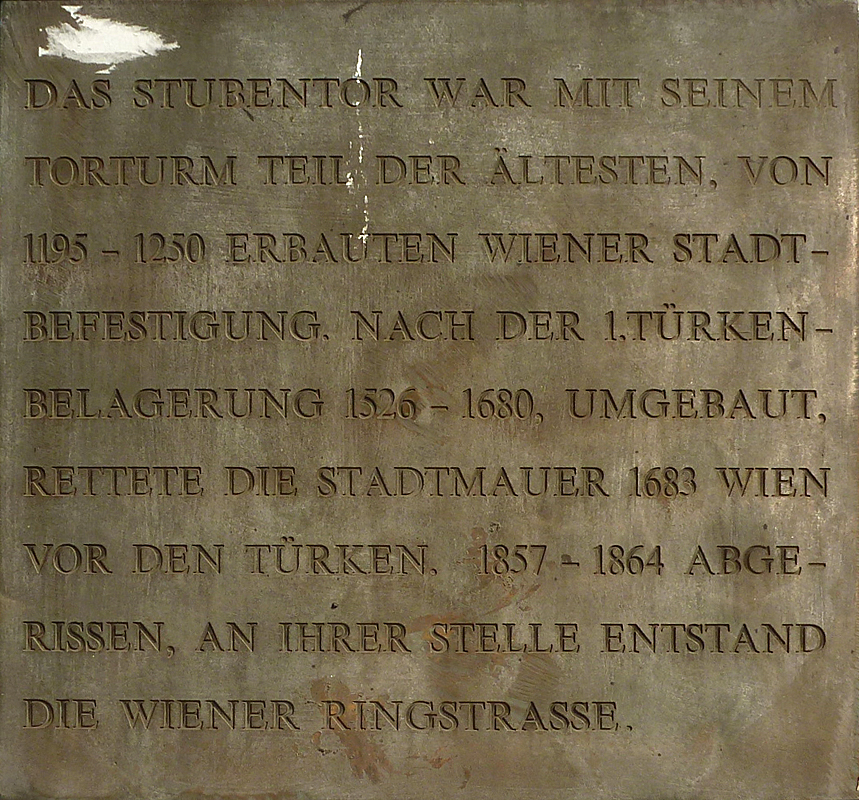 DAS STUBENTOR WAR MIT SEINEM
TORTURM TEIL DER ÄLTESTEN, VON
1195 – 1250 ERBAUTEN WIENER STADT–
BEFESTIGUNG. NACH DER 1.TÜRKEN–
BELAGERUNG 1526 – 1680, UMGEBAUT,
RETTETE DIE STADTMAUER 1683 WIEN
VOR DEN TÜRKEN. 1857 – 1864 ABGE–
RISSEN, AN IHRER STELLE ENTSTAND
DIE WIENER RINGSTRASSE.